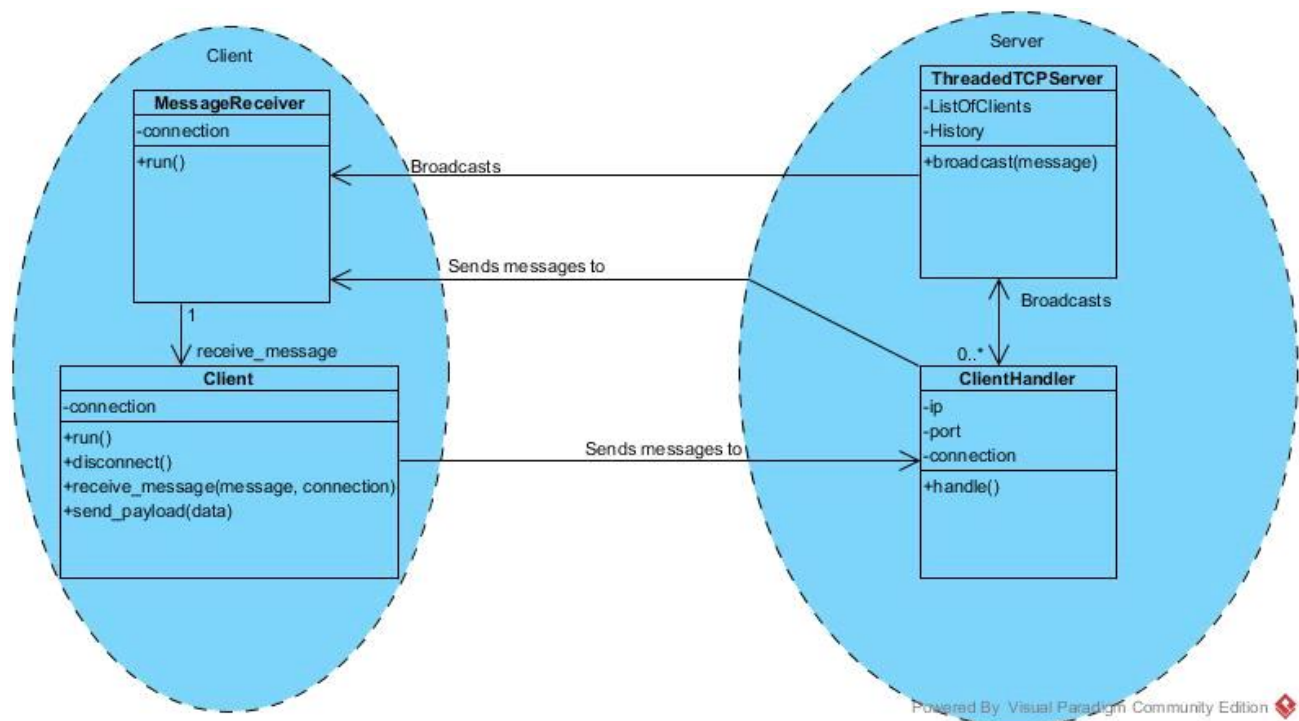 Client
MessageReceiver
-connection
+run()
1
receive_message
Client
-connection
+run()
+disconnect()
+receive_message(message, connection)
+send_payload(data)
Broadcasts
Sends messages to
Sends messages to
Server
ThreadedTCPServer
-ListOfClients
-History
+broadcast(message)
Broadcasts
0..*
ClientHandler
-ip
-port
-connection
+handle()
Powered By Visual Paradigm Community Edition